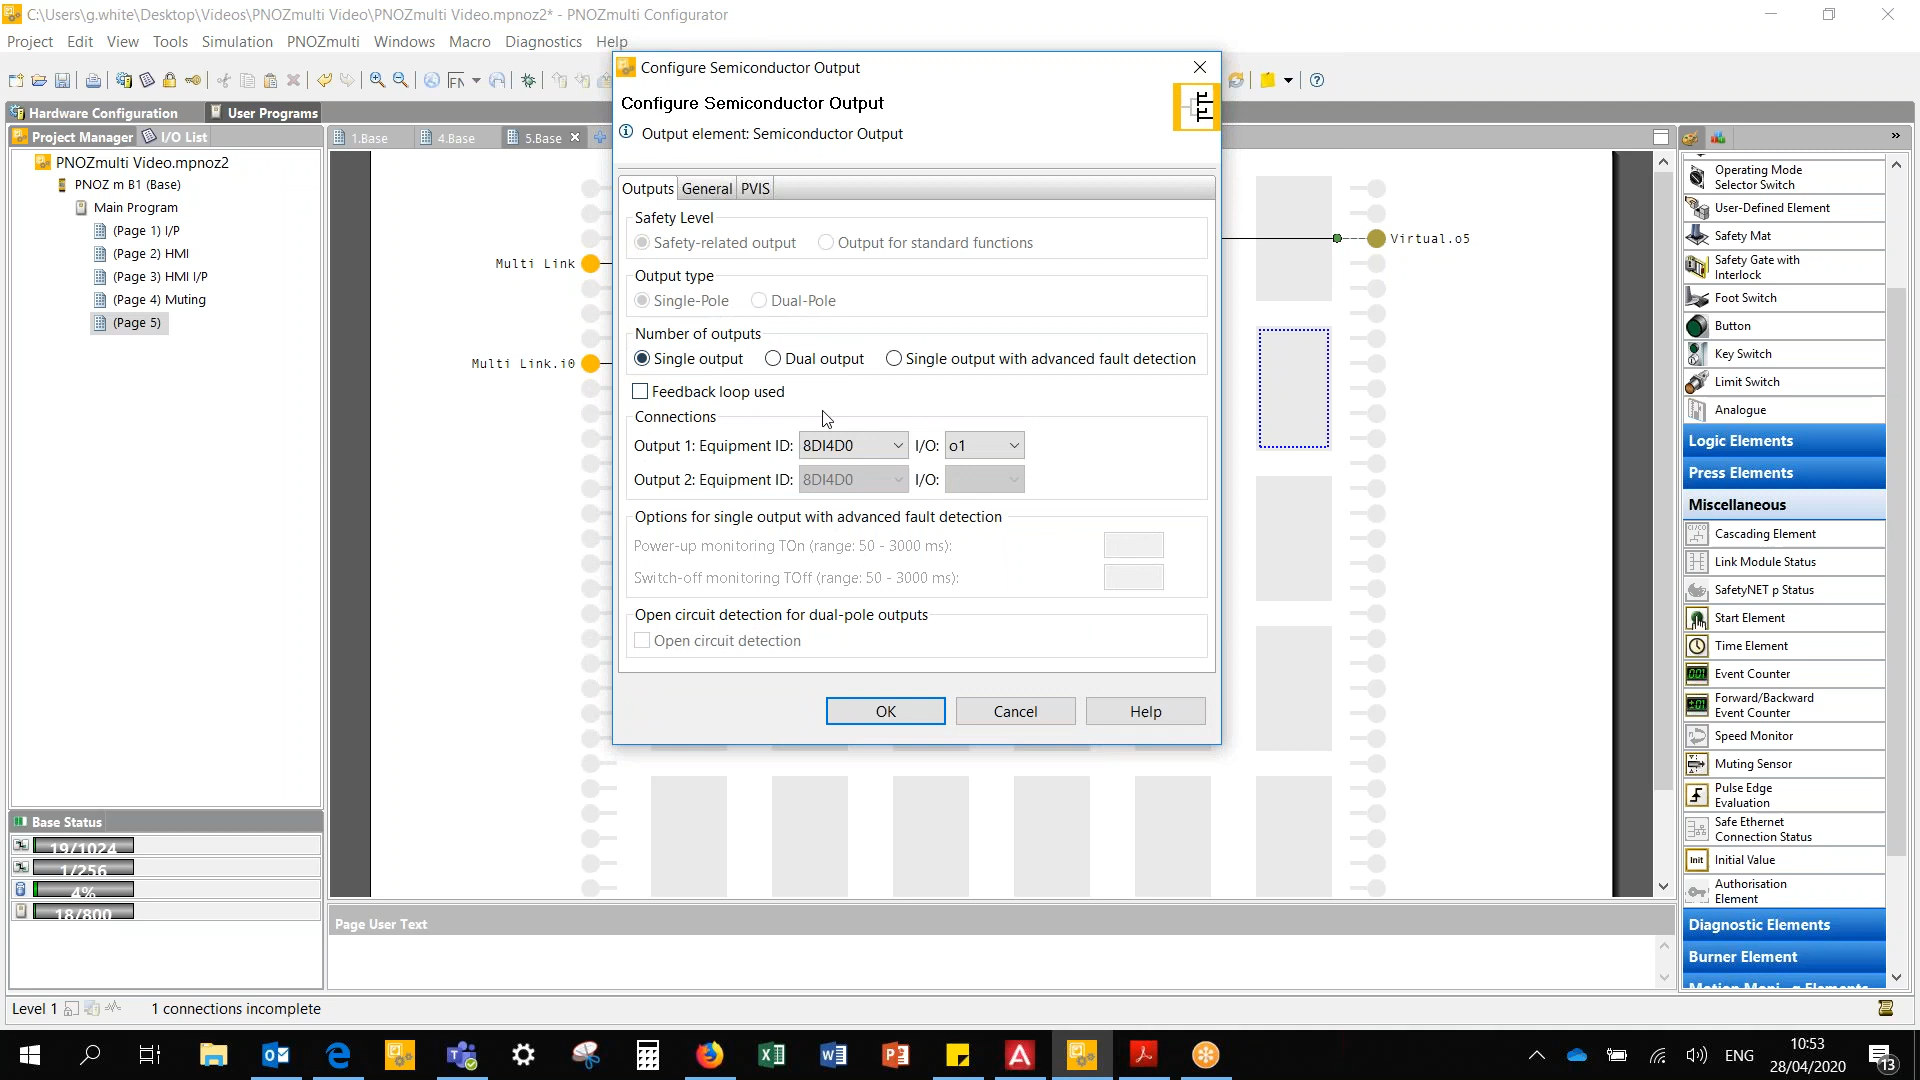 C:\Users\g.white\Desktop\Videos\PNOZmulti Video\PNOZmulti Video.mpnoz2* - PNOZmulti Configurator
Project Edit View Tools Simulation PNOZmulti Windows Macro Diagnostics Help
Hardware Configuration User Programs
Project Manager I/O List
1.Base 4.Base 5.Base
PNOZmulti Video.mpnoz2
PNOZ m B1 (Base)
Main Program
(Page 1) I/P
(Page 2) HMI
(Page 3) HMI I/P
(Page 4) Muting
(Page 5)
Base Status
19/1024
1/256
4%
18/800
Multi Link
Multi Link.i0
Virtual.o5
Configure Semiconductor Output
Configure Semiconductor Output
Output element: Semiconductor Output
Outputs General PVIS
Safety Level
Safety-related output Output for standard functions
Output type
Single-Pole Dual-Pole
Number of outputs
Single output Dual output Single output with advanced fault detection
Feedback loop used
Connections
Output 1: Equipment ID: 8DI4D0 I/O: o1
Output 2: Equipment ID: 8DI4D0 I/O:
Options for single output with advanced fault detection
Power-up monitoring TOn (range: 50 - 3000 ms):
Switch-off monitoring TOff (range: 50 - 3000 ms):
Open circuit detection for dual-pole outputs
Open circuit detection
OK Cancel Help
Operating Mode
Selector Switch
User-Defined Element
Safety Mat
Safety Gate with
Interlock
Foot Switch
Button
Key Switch
Limit Switch
Analogue
Logic Elements
Press Elements
Miscellaneous
Cascading Element
Link Module Status
SafetyNET p Status
Start Element
Time Element
Event Counter
Forward/Backward
Event Counter
Speed Monitor
Muting Sensor
Pulse Edge
Evaluation
Safe Ethernet
Connection Status
Init Initial Value
Authorisation
Element
Diagnostic Elements
Burner Element
Page User Text
Level 1 1 connections incomplete
ENG
10:53
28/04/2020
13